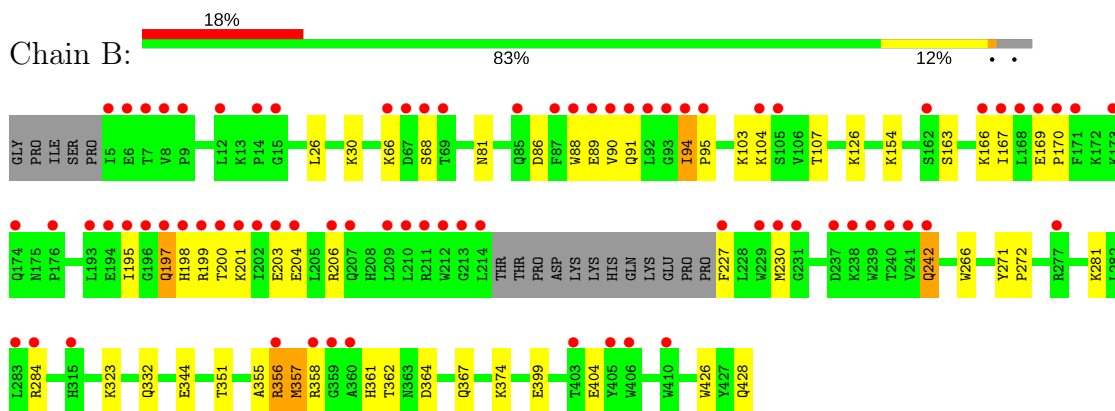 18%
Chain B:
83% 12% • •
GLY PRO ILE SER PRO I5 E6 T7 V8 P9 L12 K13 P14 G15 L26 K30 K66 D67 S68 T69 N81 Q85 D86 F87 W88 E89 V90 Q91 L92 G93 I94 P95 K103 K104 S105 V106 T107 K126 K154 S162 S163 K166 I167 L168 E169 P170 F171 K172
Q174 N175 P176 L193 E194 I195 G196 Q197 H198 R199 T200 K201 I202 E203 E204 L205 R206 Q207 H208 L209 L210 R211 W212 G213 L214 THR THR PRO ASP LYS LYS HIS GLN LYS GLU PRO PRO F227 L228 W229 M230 G231 D237 K238 W239 T240 V241 Q242 W266 Y271 P272 R277 K281 L282
L283 R284 H315 K323 Q332 E344 T351 A355 R356 M357 R358 G359 A360 H361 T362 N363 D364 Q367 K374 E399 T403 E404 Y405 W406 W410 W426 Y427 Q428